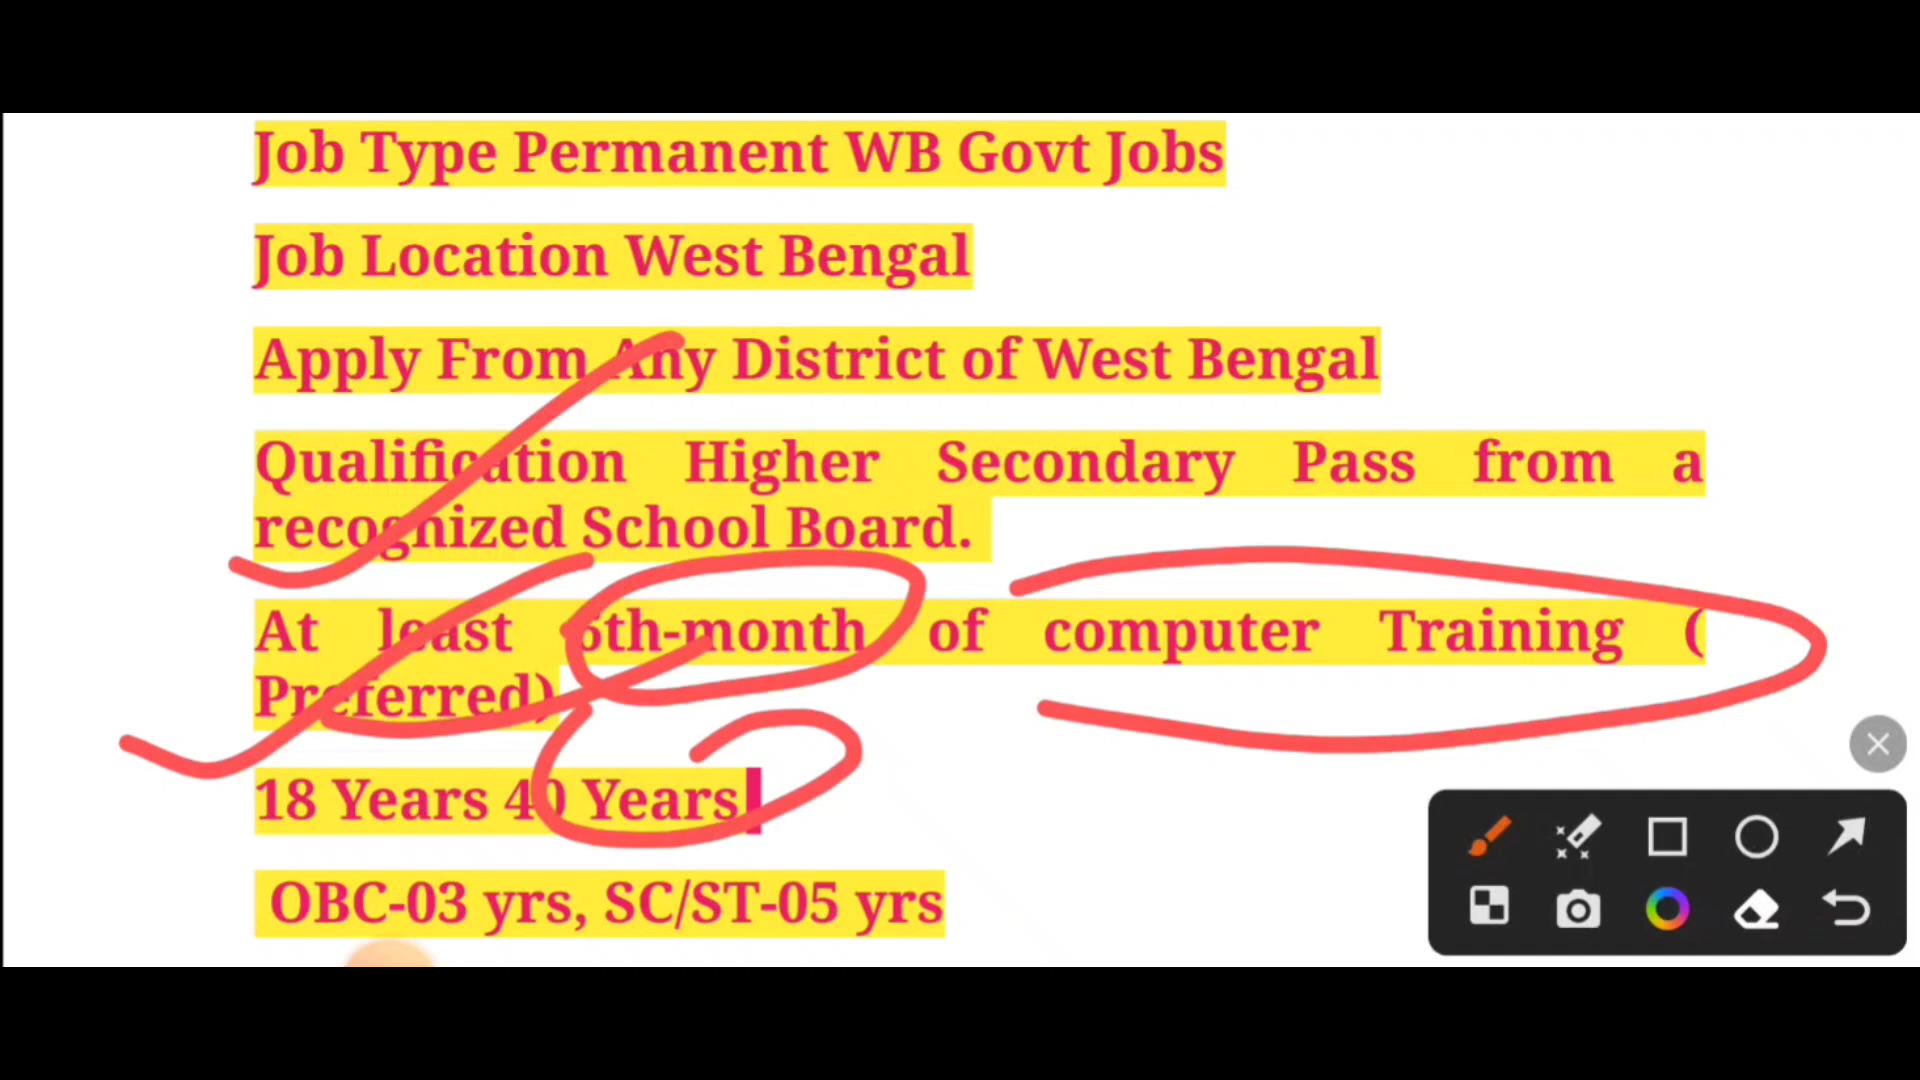 Job Type Permanent WB Govt Jobs
Job Location West Bengal
Apply From Any District of West Bengal
Qualification Higher Secondary Pass from a
recognized School Board.
At least 6th-month of computer Training (
Preferred)
18 Years 40 Years
OBC-03 yrs, SC/ST-05 yrs